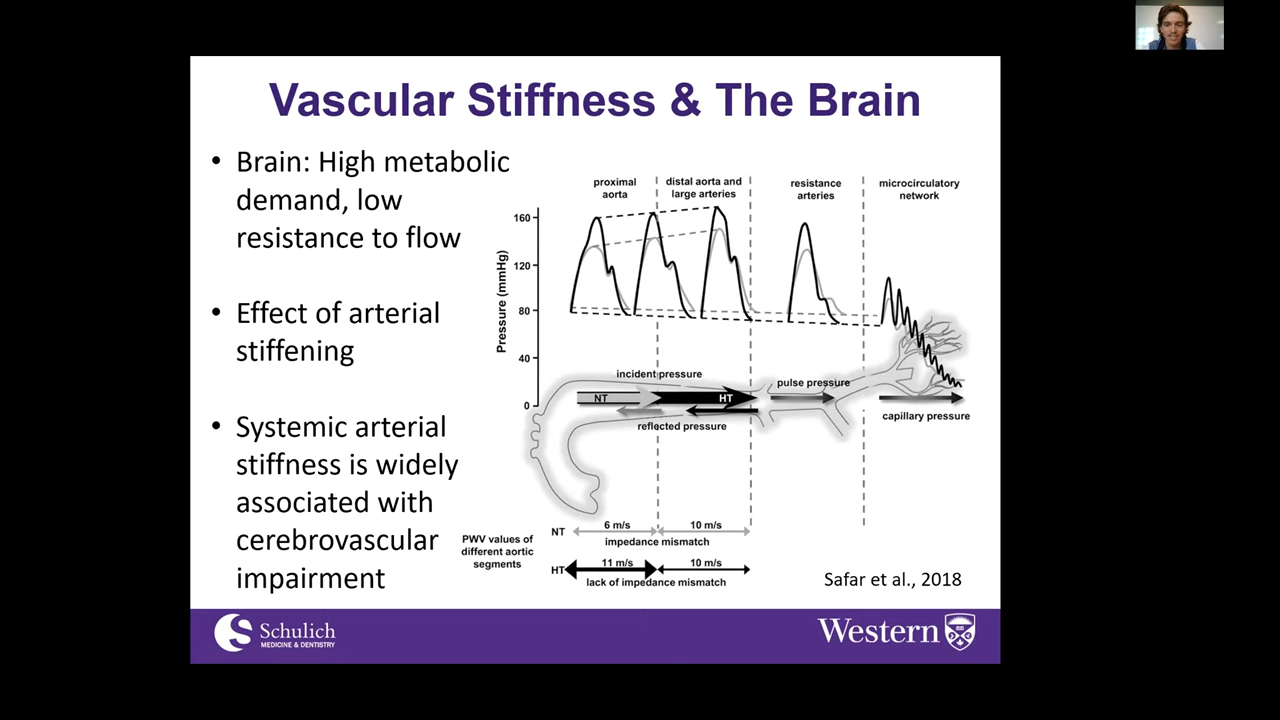 Vascular Stiffness & The Brain
• Brain: High metabolic
demand, low
resistance to flow
• Effect of arterial
stiffening
• Systemic arterial
stiffness is widely
associated with
cerebrovascular
impairment
proximal
aorta
distal aorta and
large arteries
resistance
arteries
microcirculatory
network
Pressure (mmHg)
160
120
80
40
0
incident pressure
NT
HT
reflected pressure
pulse pressure
capillary pressure
PWV values of
different aortic
segments
NT
6 m/s
10 m/s
impedance mismatch
HT
11 m/s
10 m/s
lack of impedance mismatch
Safar et al., 2018
Schulich
MEDICINE & DENTISTRY
Western